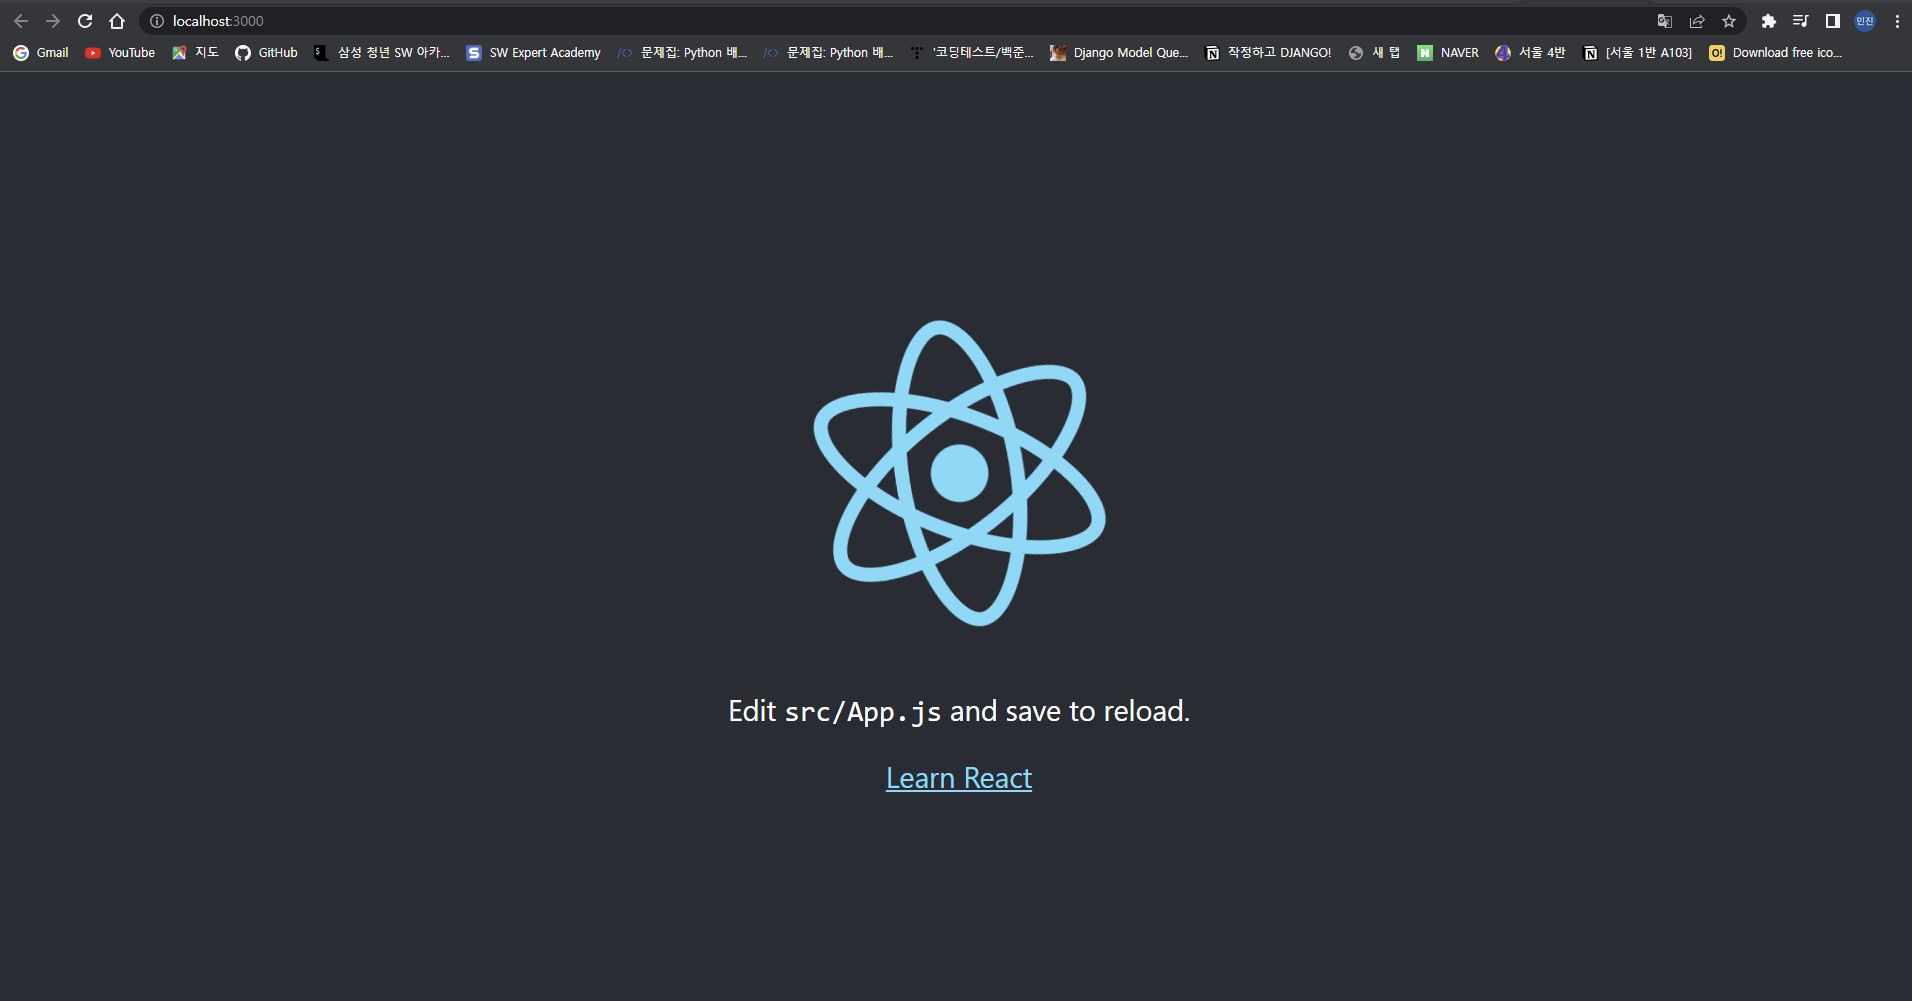 localhost:3000
민진
Gmail YouTube 지도 GitHub 삼성 청년 SW 아카... SW Expert Academy 문제집: Python 배... 문제집: Python 배... '코딩테스트/백준... Django Model Que... 작정하고 DJANGO! 새 탭 NAVER 서울 4반 [서울 1반 A103] Download free ico...
Edit src/App.js and save to reload.
Learn React